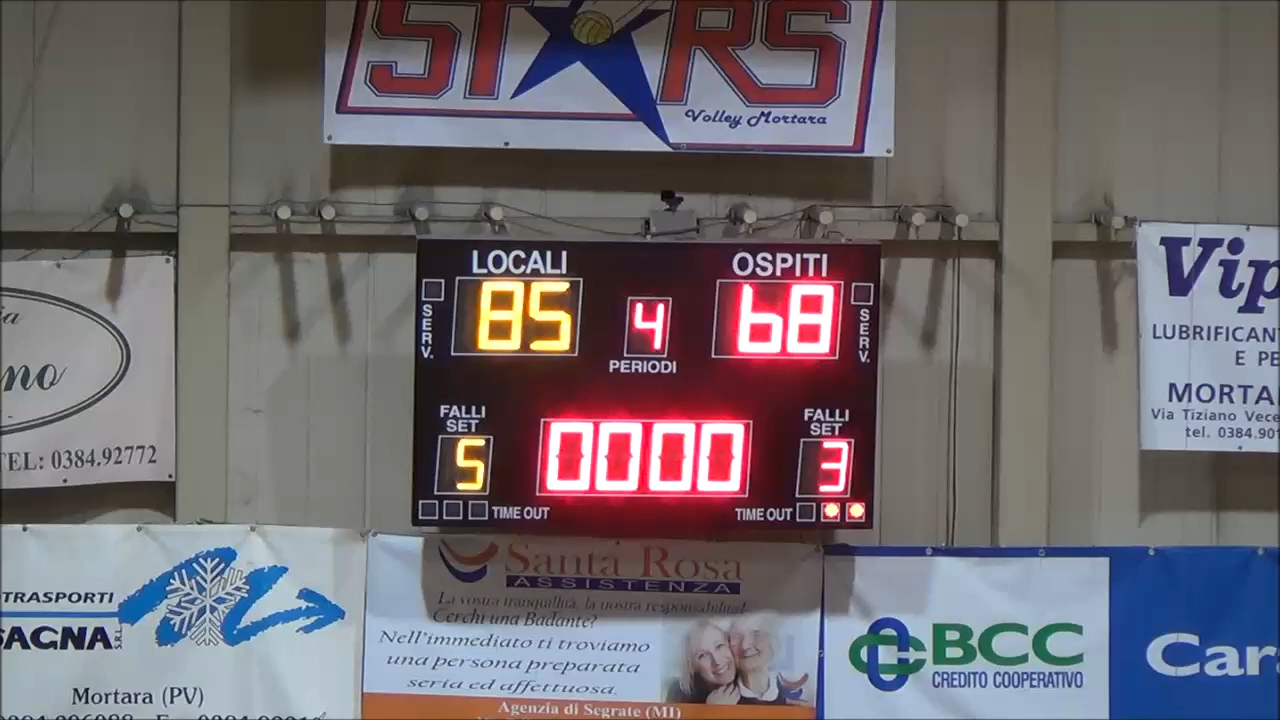 STARS
Volley Mortara
LOCALI
OSPITI
SERV.
85
4
68
SERV.
PERIODI
FALLI
SET
FALLI
SET
5
0000
3
TIME OUT
TIME OUT
TEL: 0384.92772
Vip
LUBRIFICAN
E PE
MORTA
Via Tiziano Vece
tel. 0384.901
TRASPORTI
SAGNA S.R.L.
Mortara (PV)
Santa Rosa
ASSISTENZA
La vostra tranquillità, la nostra responsabilità!
Cerchi una Badante?
Nell'immediato ti troviamo
una persona preparata
seria ed affettuosa.
Agenzia di Segrate (MI)
BCC
CREDITO COOPERATIVO
Car